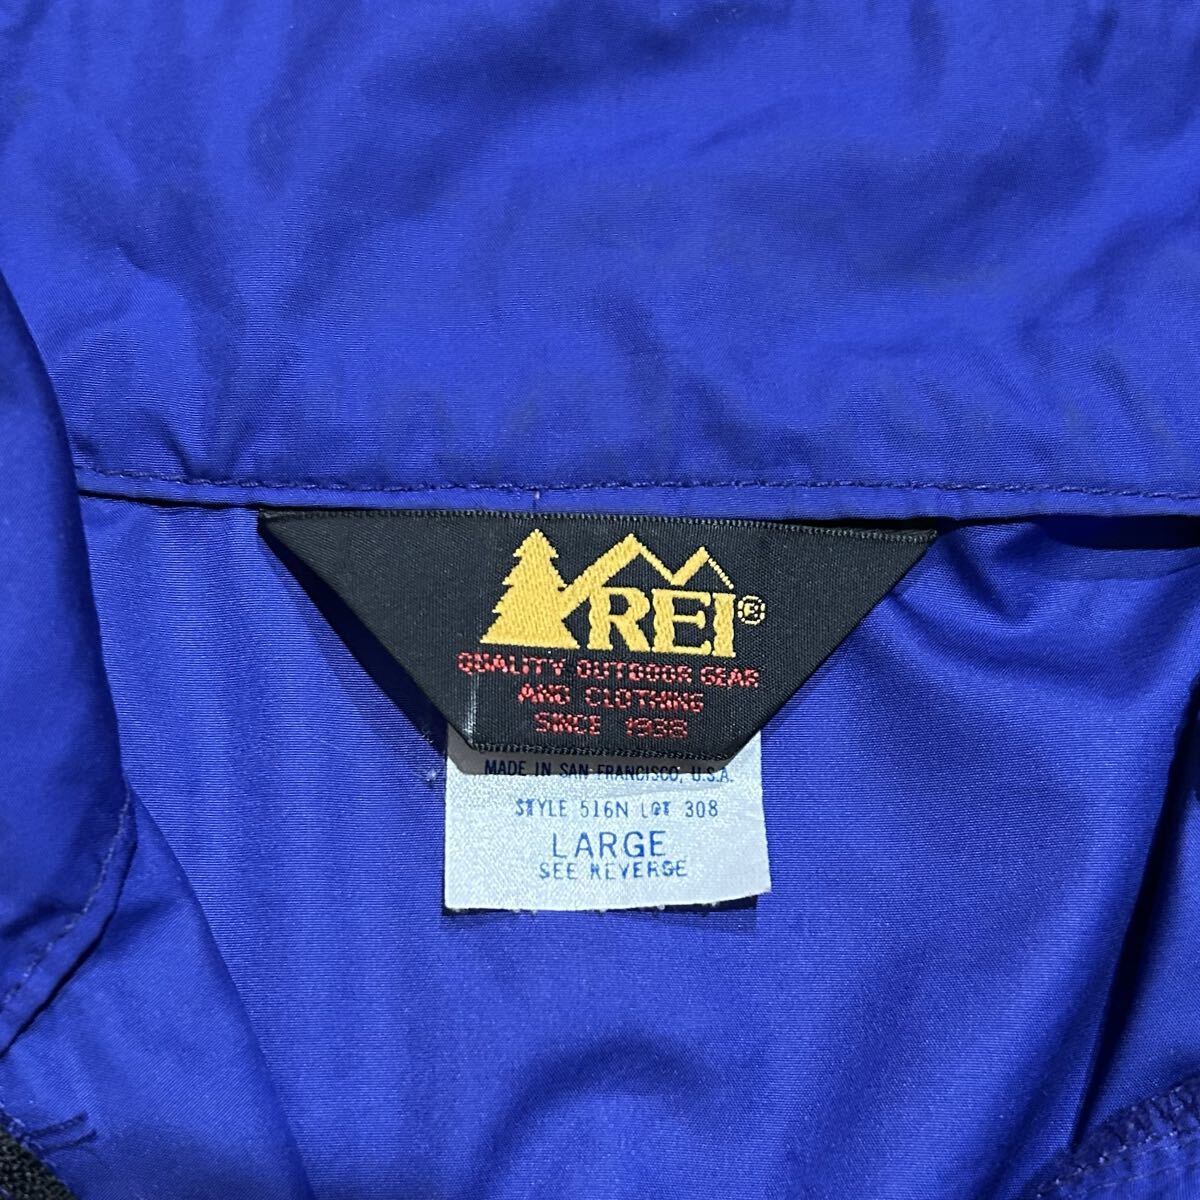 REI®
QUALITY OUTDOOR GEAR
AND CLOTHING
SINCE 1938
MADE IN SAN FRANCISCO, U.S.A.
STYLE 516N LOT 308
LARGE
SEE REVERSE